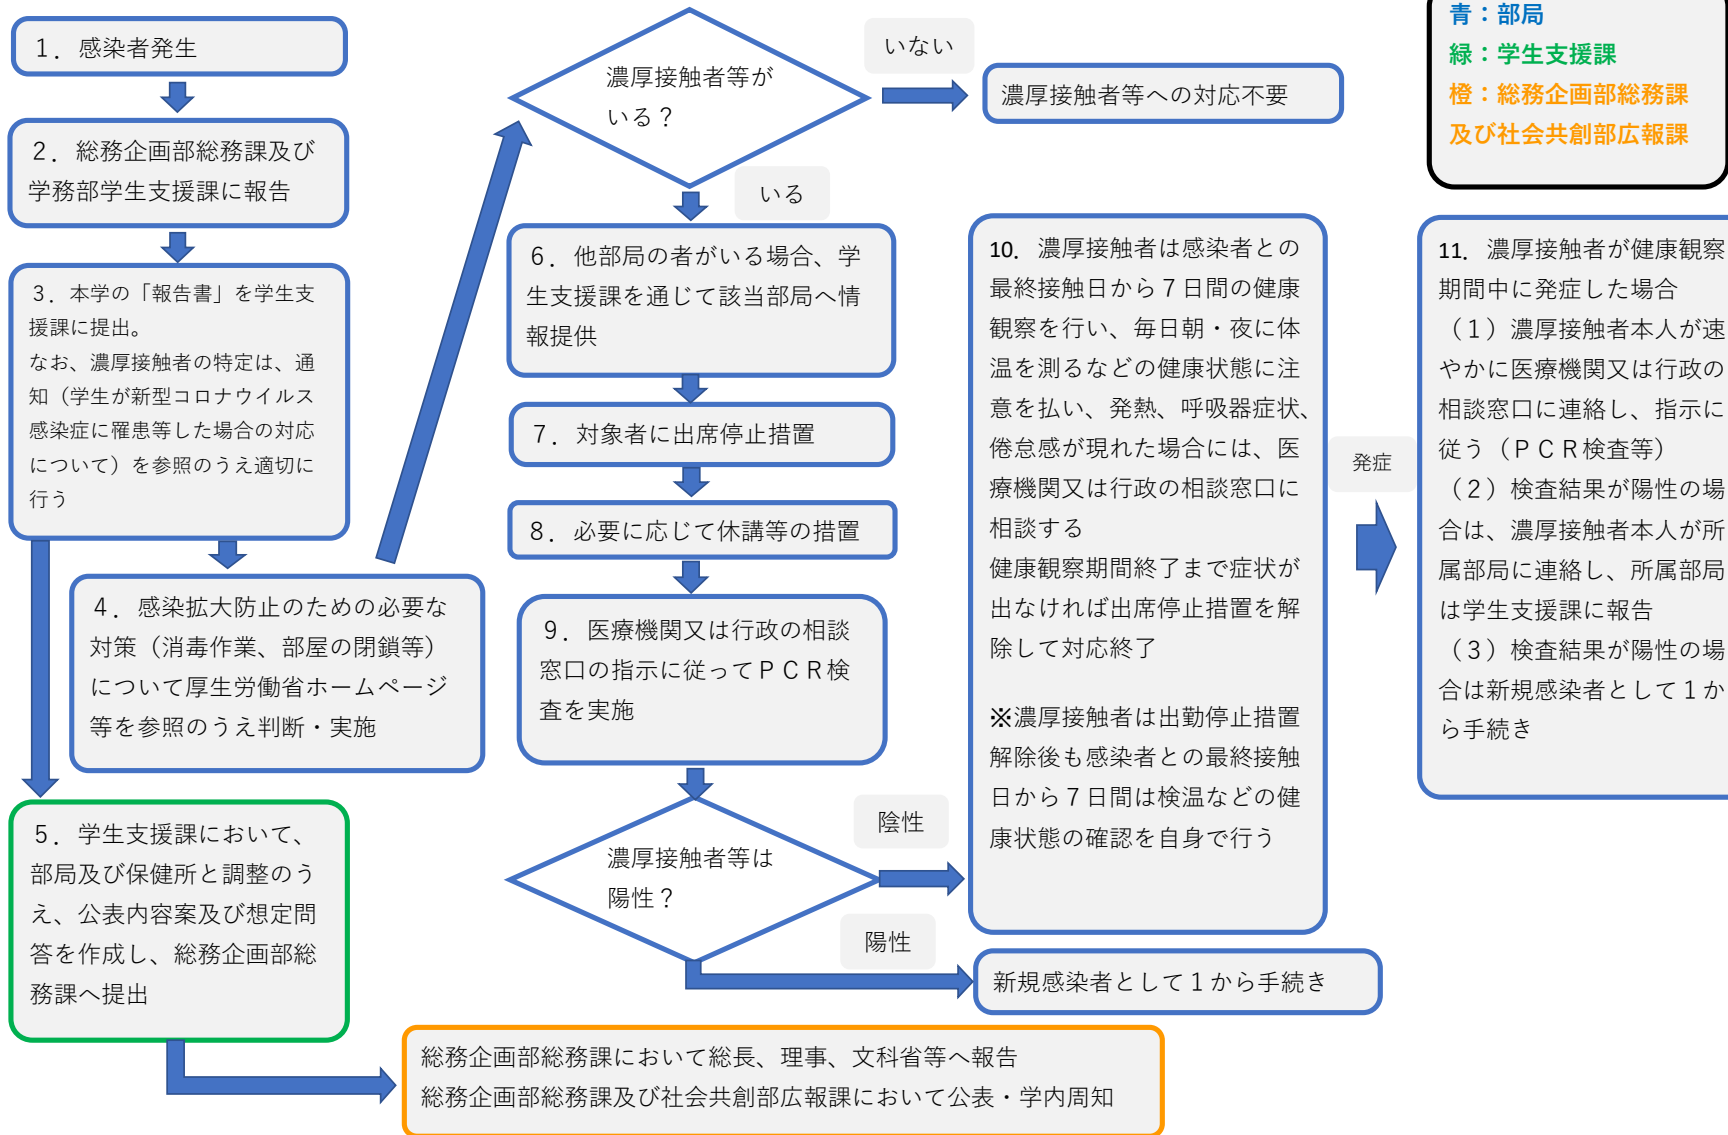 1．感染者発生
2．総務企画部総務課及び
学務部学生支援課に報告
3．本学の「報告書」を学生支
援課に提出。
なお、濃厚接触者の特定は、通
知（学生が新型コロナウイルス
感染症に罹患等した場合の対応
について）を参照のうえ適切に
行う
4．感染拡大防止のための必要な
対策（消毒作業、部屋の閉鎖等）
について厚生労働省ホームページ
等を参照のうえ判断・実施
5．学生支援課において、
部局及び保健所と調整のう
え、公表内容案及び想定問
答を作成し、総務企画部総
務課へ提出
総務企画部総務課において総長、理事、文科省等へ報告
総務企画部総務課及び社会共創部広報課において公表・学内周知
濃厚接触者等が
いる？
いない
濃厚接触者等への対応不要
いる
6．他部局の者がいる場合、学
生支援課を通じて該当部局へ情
報提供
7．対象者に出席停止措置
8．必要に応じて休講等の措置
9．医療機関又は行政の相談
窓口の指示に従ってＰＣＲ検
査を実施
濃厚接触者等は
陽性？
陰性
陽性
新規感染者として１から手続き
10．濃厚接触者は感染者との
最終接触日から７日間の健康
観察を行い、毎日朝・夜に体
温を測るなどの健康状態に注
意を払い、発熱、呼吸器症状、
倦怠感が現れた場合には、医
療機関又は行政の相談窓口に
相談する
健康観察期間終了まで症状が
出なければ出席停止措置を解
除して対応終了
※濃厚接触者は出勤停止措置
解除後も感染者との最終接触
日から７日間は検温などの健
康状態の確認を自身で行う
発症
11．濃厚接触者が健康観察
期間中に発症した場合
（１）濃厚接触者本人が速
やかに医療機関又は行政の
相談窓口に連絡し、指示に
従う（ＰＣＲ検査等）
（２）検査結果が陽性の場
合は、濃厚接触者本人が所
属部局に連絡し、所属部局
は学生支援課に報告
（３）検査結果が陽性の場
合は新規感染者として１か
ら手続き
青：部局
緑：学生支援課
橙：総務企画部総務課
及び社会共創部広報課